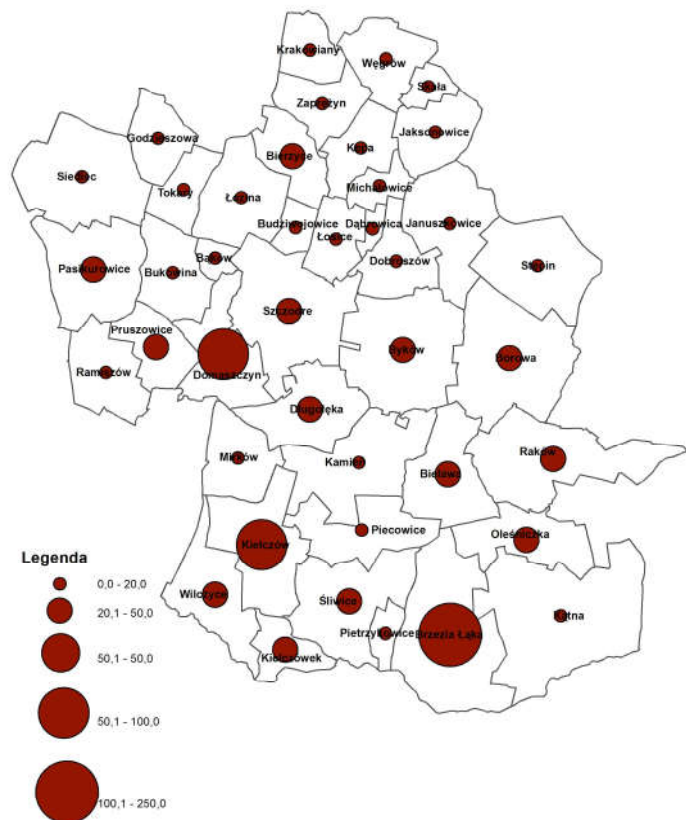 Krakowiany
Węgrów
Skała
Zaprężyn
Godzieszowa
Jaksonowice
Bierzyce
Kępa
Siedlec
Tokary
Łozina
Michałowice
Budziwojowice
Dąbrowica
Januszkowice
Łosice
Bąków
Dobroszów
Stępin
Pasikurowice
Bukowina
Szczodre
Pruszowice
Byków
Borowa
Ramiszów
Domaszczyn
Długołęka
Mirków
Kamień
Bielawa
Raków
Piecowice
Oleśniczka
Kiełczów
Wilczyce
Śliwice
Pietrzykowice
Brzezia Łąka
Kątna
Kiełczówek
Legenda
0,0 - 20,0
20,1 - 50,0
50,1 - 50,0
50,1 - 100,0
100,1 - 250,0